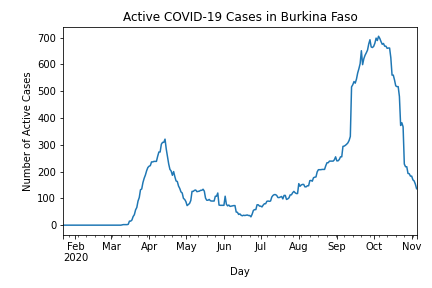 Active COVID-19 Cases in Burkina Faso
Number of Active Cases
700
600
500
400
300
200
100
0
Feb Mar Apr May Jun Jul Aug Sep Oct Nov
2020
Day